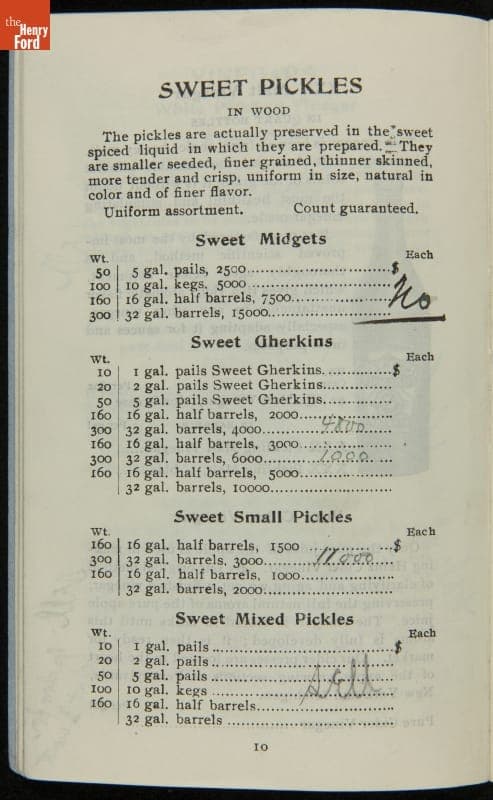 the
Henry
Ford
SWEET PICKLES
IN WOOD
The pickles are actually preserved in the sweet
spiced liquid in which they are prepared. They
are smaller seeded, finer grained, thinner skinned,
more tender and crisp, uniform in size, natural in
color and of finer flavor.
Uniform assortment. Count guaranteed.
Sweet Midgets
Wt. Each
50 5 gal. pails, 2500 $
100 10 gal. kegs, 5000
160 16 gal. half barrels, 7500 No
300 32 gal. barrels, 15000
Sweet Gherkins
Wt. Each
10 1 gal. pails Sweet Gherkins $
20 2 gal. pails Sweet Gherkins
50 5 gal. pails Sweet Gherkins
160 16 gal. half barrels, 2000
300 32 gal. barrels, 4000 4800
160 16 gal. half barrels, 3000
300 32 gal. barrels, 6000 1000
160 16 gal. half barrels, 5000
32 gal. barrels, 10000
Sweet Small Pickles
Wt. Each
160 16 gal. half barrels, 1500 $
300 32 gal. barrels, 3000 11000
160 16 gal. half barrels, 1000
32 gal. barrels, 2000
Sweet Mixed Pickles
Wt. Each
10 1 gal. pails $
20 2 gal. pails
50 5 gal. pails
100 10 gal. kegs
160 16 gal. half barrels
32 gal. barrels
10